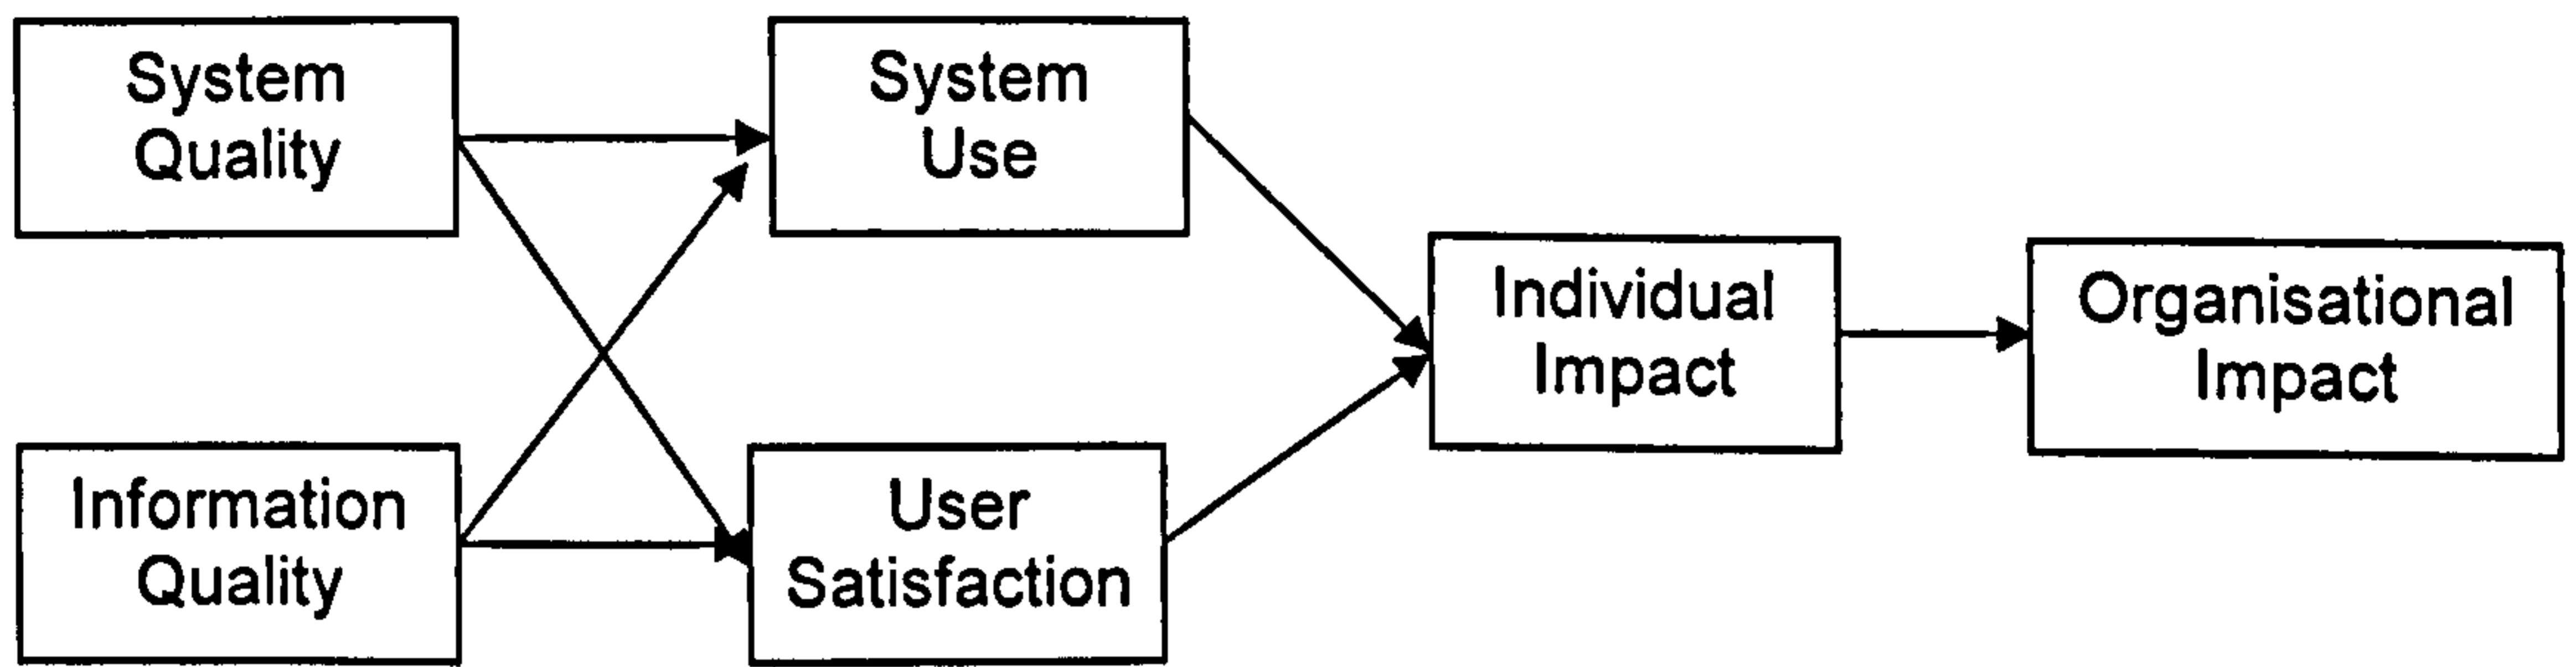 System
Quality
System
Use
Individual
Impact
Organisational
Impact
Information
Quality
User
Satisfaction